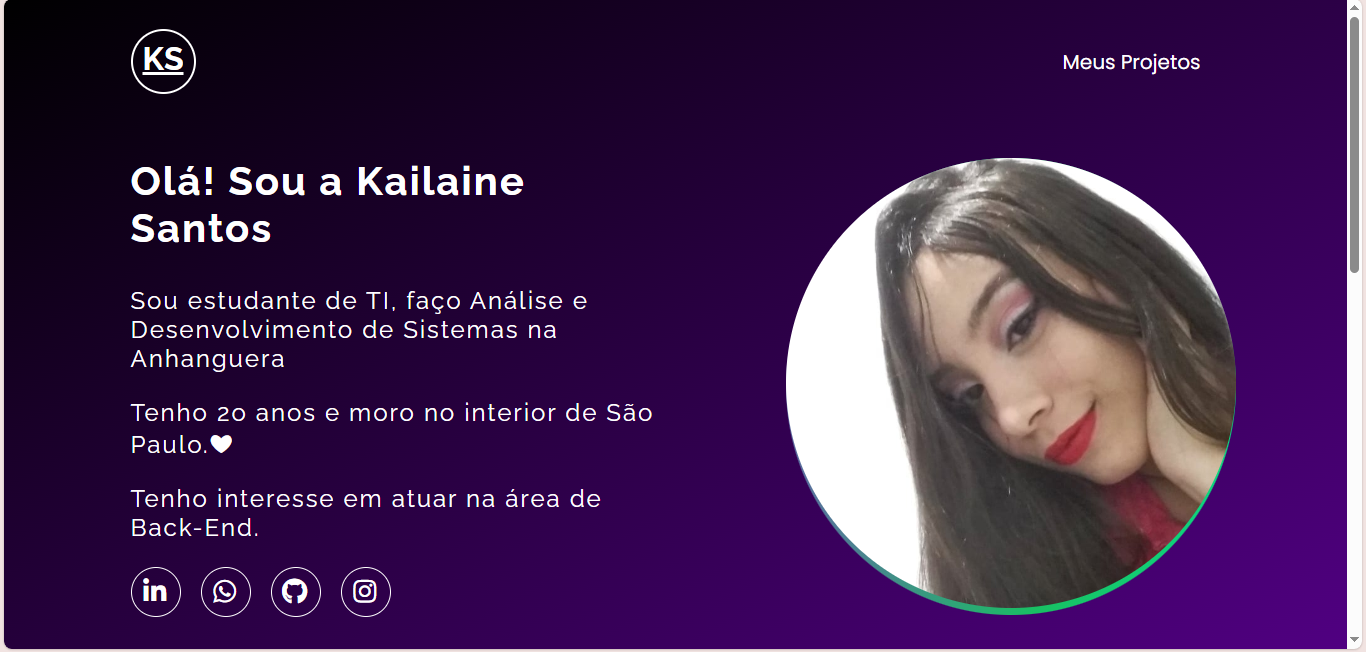 KS
Meus Projetos
Olá! Sou a Kailaine
Santos
Sou estudante de TI, faço Análise e
Desenvolvimento de Sistemas na
Anhanguera
Tenho 20 anos e moro no interior de São
Paulo.🤍
Tenho interesse em atuar na área de
Back-End.
in